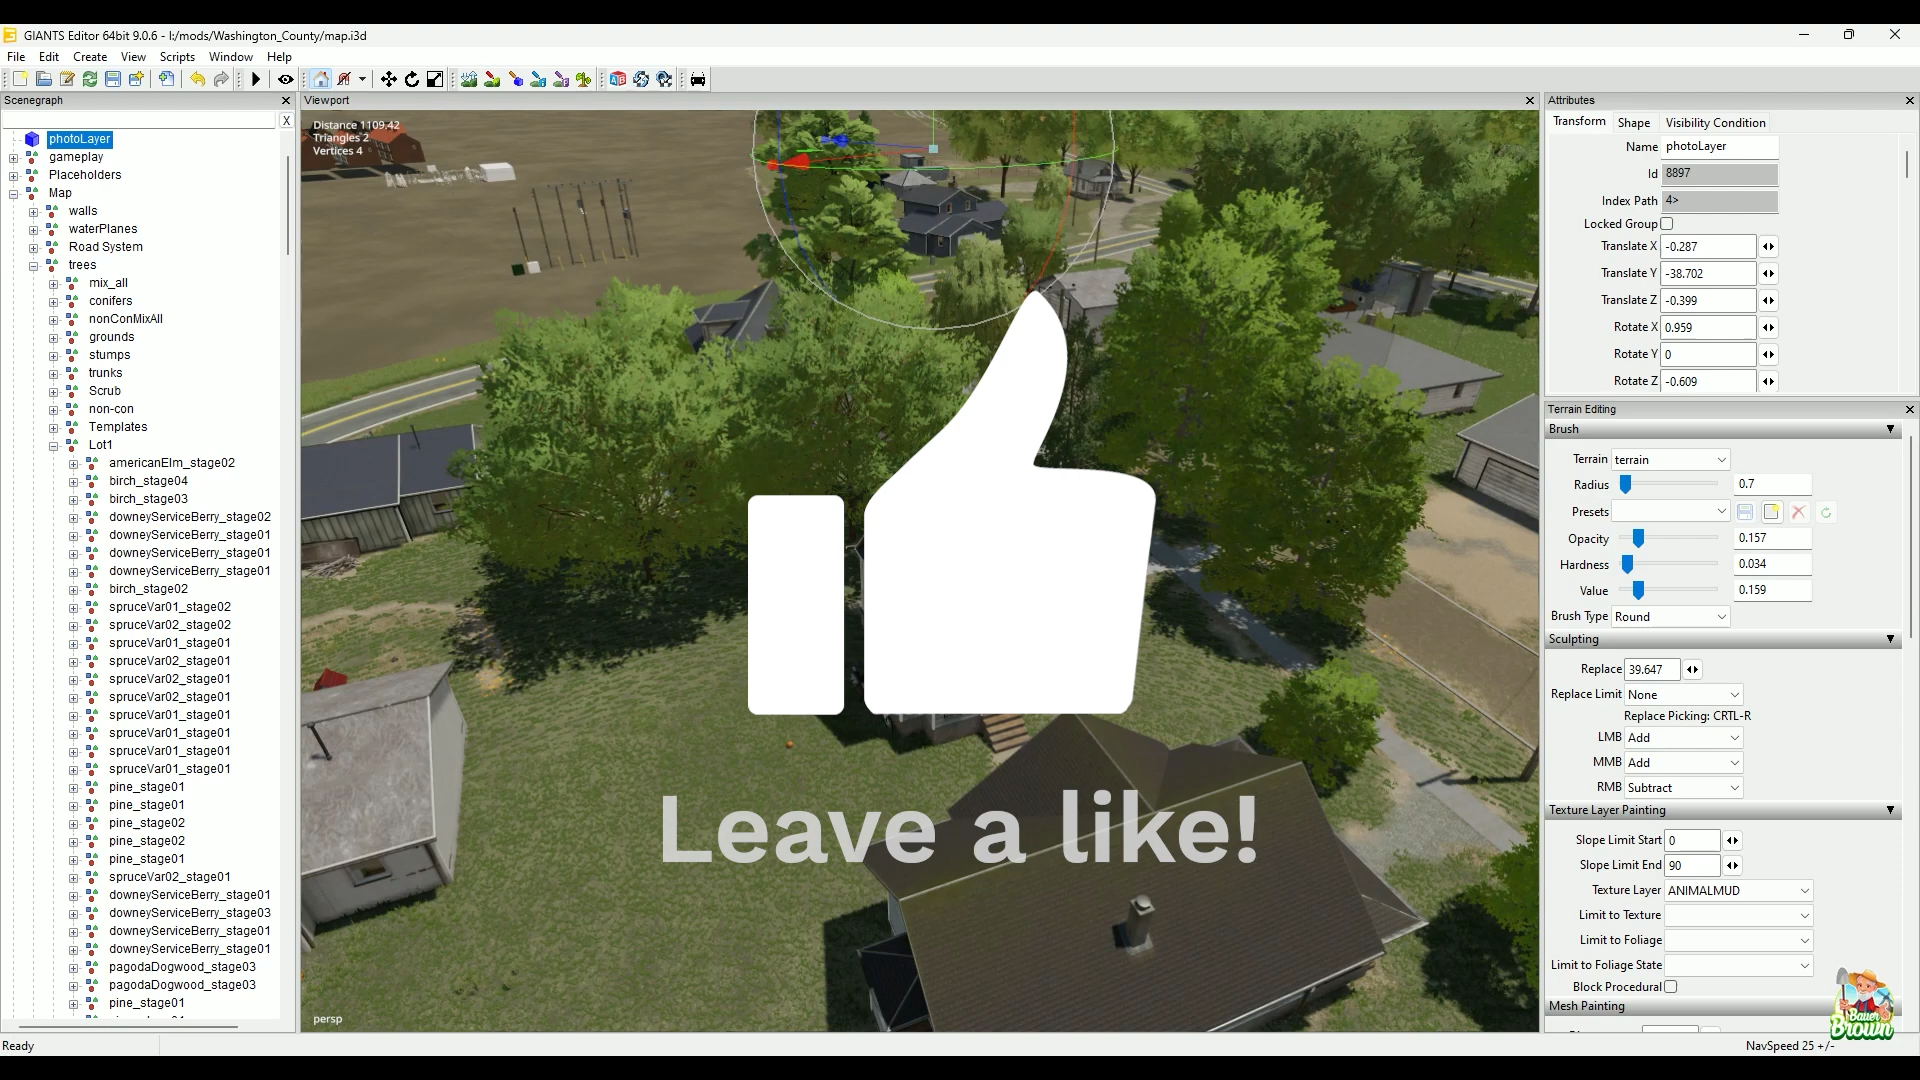 GIANTS Editor 64bit 9.0.6 - I:/mods/Washington_County/map.i3d
File Edit Create View Scripts Window Help
Scenegraph
X
photoLayer
gameplay
Placeholders
Map
walls
waterPlanes
Road System
trees
mix_all
conifers
nonConMixAll
grounds
stumps
trunks
Scrub
non-con
Templates
Lot1
americanElm_stage02
birch_stage04
birch_stage03
downeyServiceBerry_stage02
downeyServiceBerry_stage01
downeyServiceBerry_stage01
downeyServiceBerry_stage01
birch_stage02
spruceVar01_stage02
spruceVar02_stage02
spruceVar01_stage01
spruceVar02_stage01
spruceVar02_stage01
spruceVar02_stage01
spruceVar01_stage01
spruceVar01_stage01
spruceVar01_stage01
spruceVar01_stage01
pine_stage01
pine_stage01
pine_stage02
pine_stage02
pine_stage01
spruceVar02_stage01
downeyServiceBerry_stage01
downeyServiceBerry_stage03
downeyServiceBerry_stage01
downeyServiceBerry_stage01
pagodaDogwood_stage03
pagodaDogwood_stage03
pine_stage01
Ready
Viewport
Distance 1109.42
Triangles 2
Vertices 4
Leave a like!
persp
Attributes
Transform Shape Visibility Condition
Name photoLayer
Id 8897
Index Path 4>
Locked Group
Translate X -0.287
Translate Y -38.702
Translate Z -0.399
Rotate X 0.959
Rotate Y 0
Rotate Z -0.609
Terrain Editing
Brush
Terrain terrain
Radius 0.7
Presets
Opacity 0.157
Hardness 0.034
Value 0.159
Brush Type Round
Sculpting
Replace 39.647
Replace Limit None
Replace Picking: CRTL-R
LMB Add
MMB Add
RMB Subtract
Texture Layer Painting
Slope Limit Start 0
Slope Limit End 90
Texture Layer ANIMALMUD
Limit to Texture
Limit to Foliage
Limit to Foliage State
Block Procedural
Mesh Painting
Bauer
Brown
NavSpeed 25 +/-